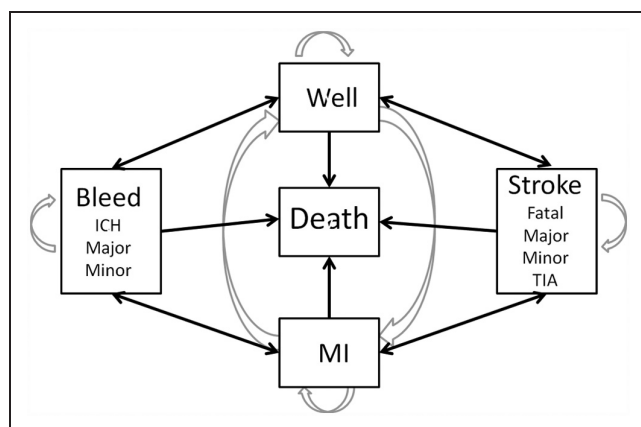 Well
Bleed
ICH
Major
Minor
Death
Stroke
Fatal
Major
Minor
TIA
MI